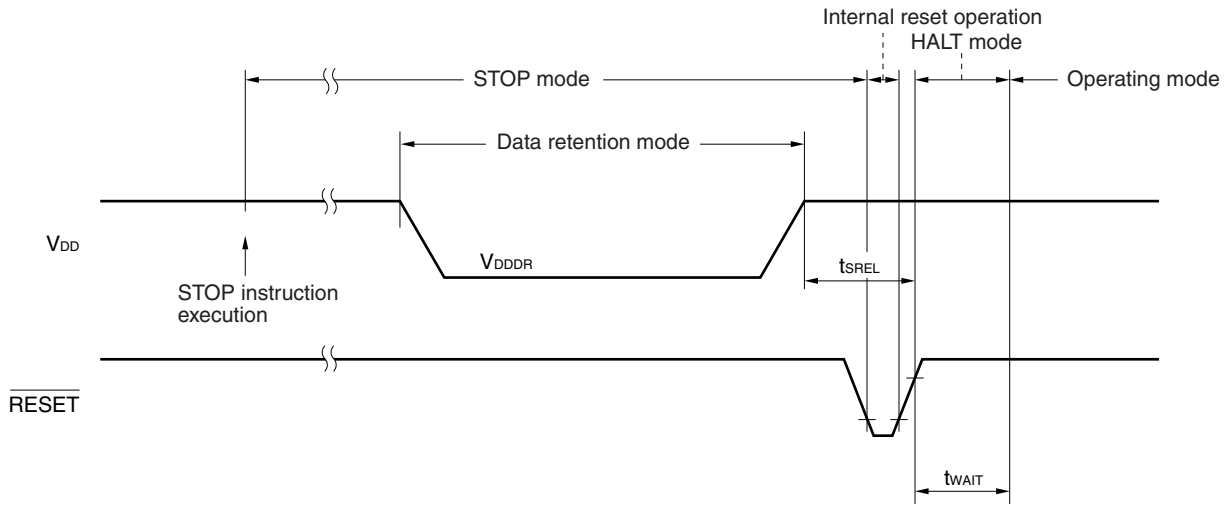 Internal reset operation
HALT mode
STOP mode
Operating mode
Data retention mode
VDD
VDDDR
tSREL
STOP instruction
execution
RESET
tWAIT